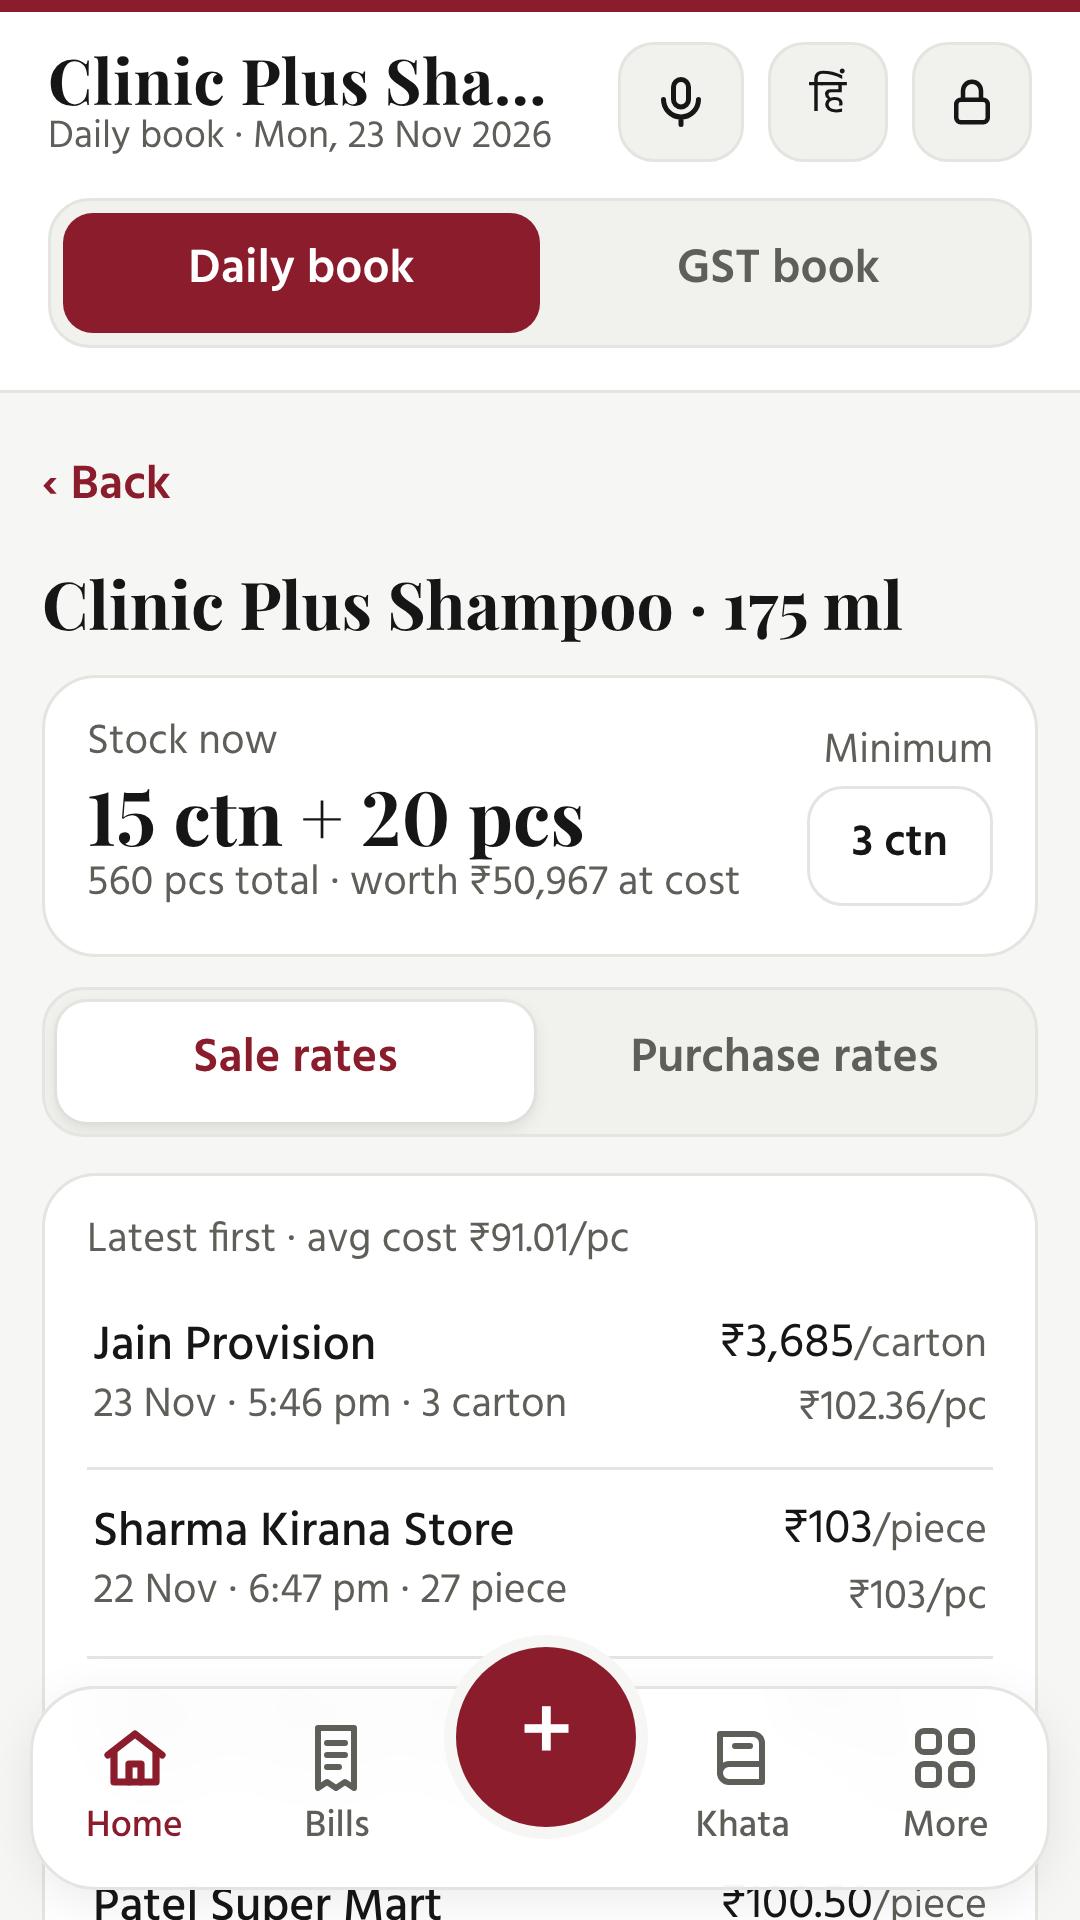 Clinic Plus Sha...
Daily book · Mon, 23 Nov 2026
हिं
Daily book
GST book
‹ Back
Clinic Plus Shampoo · 175 ml
Stock now
Minimum
15 ctn + 20 pcs
3 ctn
560 pcs total · worth ₹50,967 at cost
Sale rates
Purchase rates
Latest first · avg cost ₹91.01/pc
Jain Provision
₹3,685/carton
23 Nov · 5:46 pm · 3 carton
₹102.36/pc
Sharma Kirana Store
₹103/piece
22 Nov · 6:47 pm · 27 piece
₹103/pc
+
Home
Bills
Khata
More
Patel Super Mart
₹100.50/piece